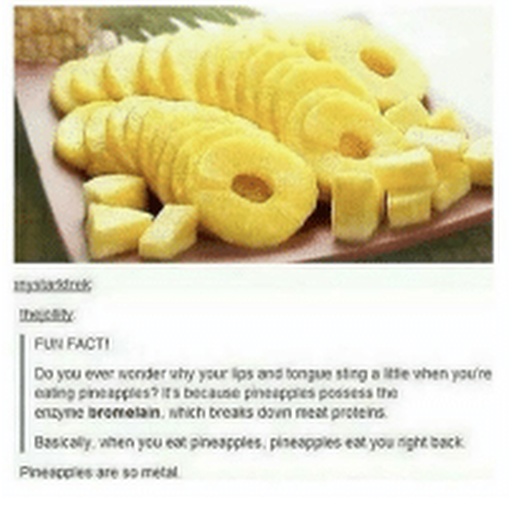 thejollity:
FUN FACT!
Do you ever wonder why your lips and tongue sting a little when you're
eating pineapples? It's because pineapples possess the
enzyme bromelain, which breaks down meat proteins.
Basically, when you eat pineapples, pineapples eat you right back.
Pineapples are so metal.